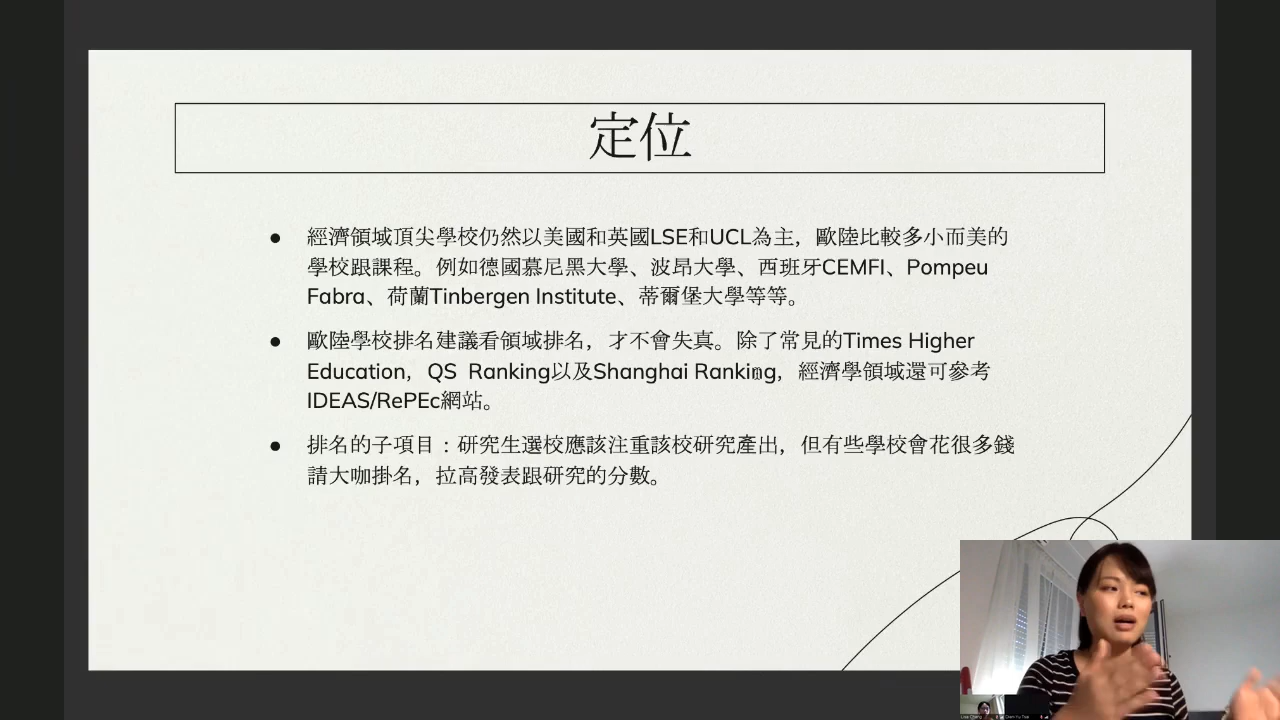 定位
● 經濟領域頂尖學校仍然以美國和英國LSE和UCL為主，歐陸比較多小而美的
學校跟課程。例如德國慕尼黑大學、波昂大學、西班牙CEMFI、Pompeu
Fabra、荷蘭Tinbergen Institute、蒂爾堡大學等等。
● 歐陸學校排名建議看領域排名，才不會失真。除了常見的Times Higher
Education，QS Ranking以及Shanghai Ranking，經濟學領域還可參考
IDEAS/RePEc網站。
● 排名的子項目：研究生選校應該注重該校研究產出，但有些學校會花很多錢
請大咖掛名，拉高發表跟研究的分數。